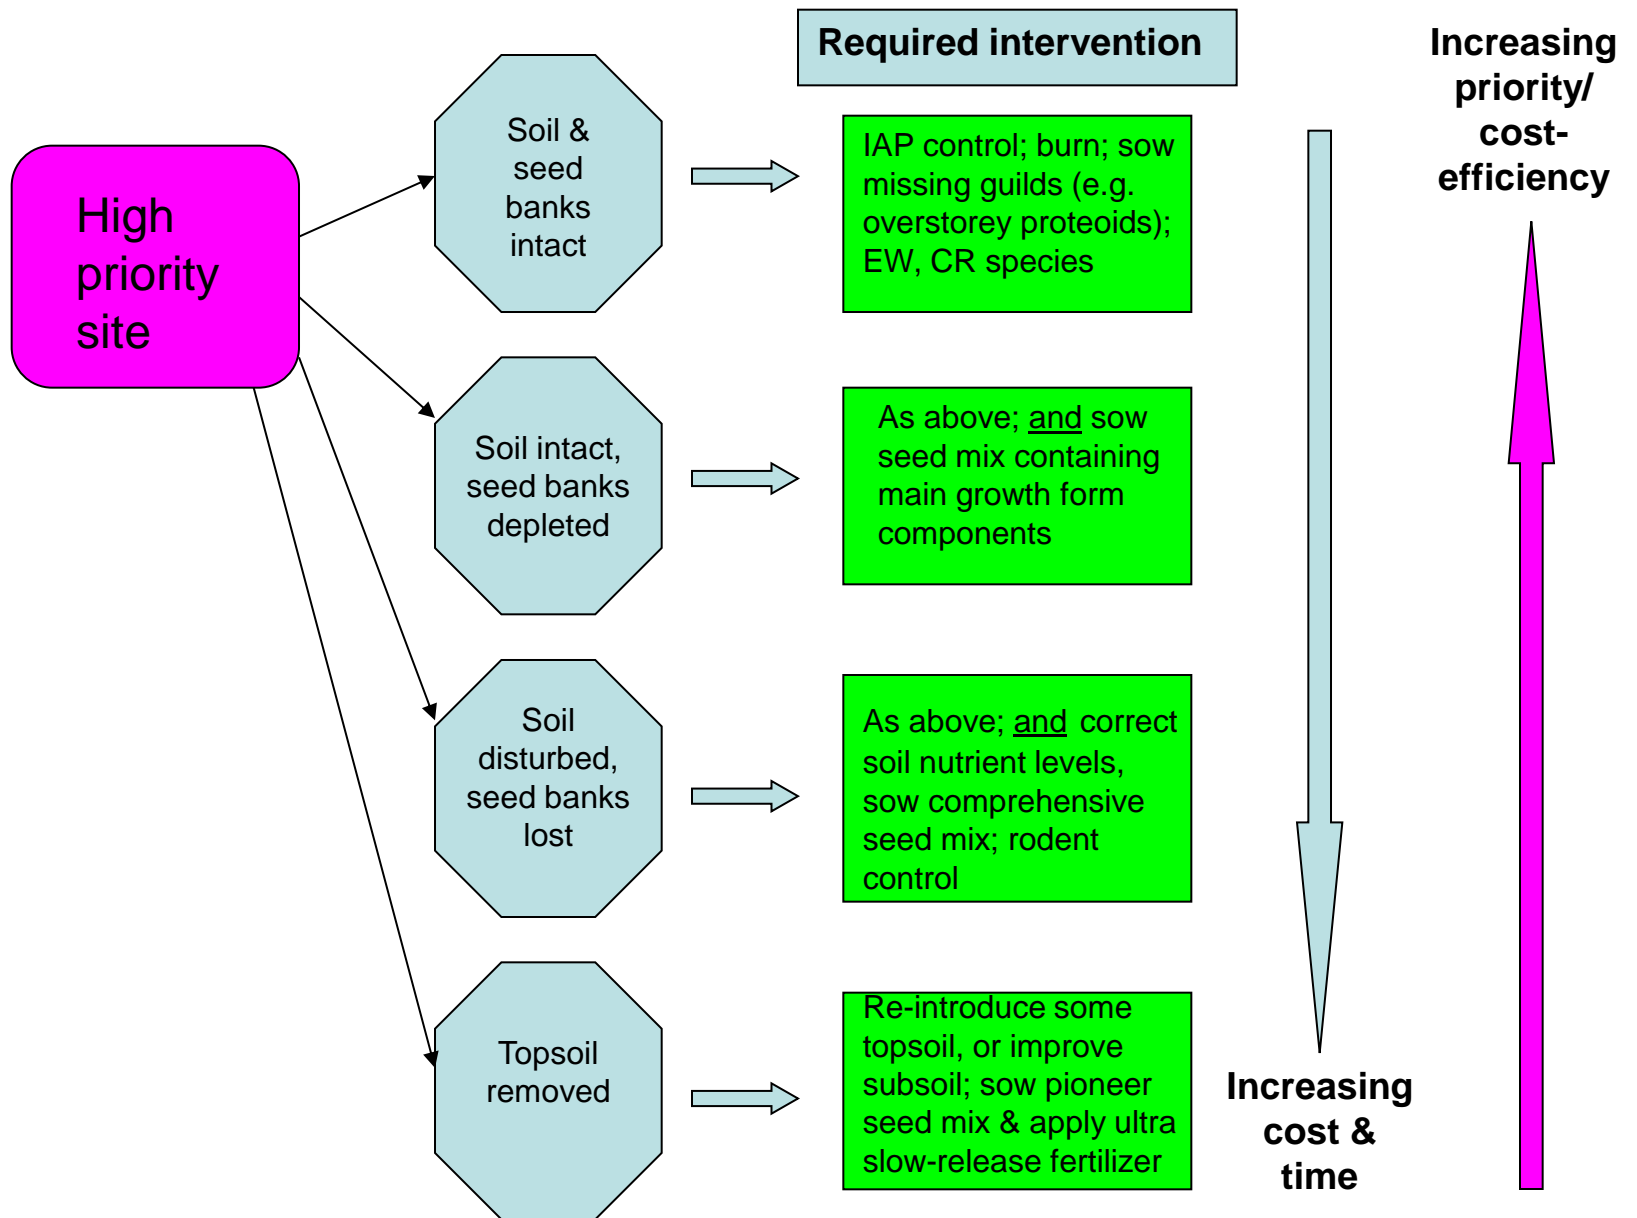 Required intervention
Increasing
priority/
cost-
efficiency
High
priority
site
Soil &
seed
banks
intact
IAP control; burn; sow
missing guilds (e.g.
overstorey proteoids);
EW, CR species
Soil intact,
seed banks
depleted
As above; and sow
seed mix containing
main growth form
components
Soil
disturbed,
seed banks
lost
As above; and correct
soil nutrient levels,
sow comprehensive
seed mix; rodent
control
Topsoil
removed
Re-introduce some
topsoil, or improve
subsoil; sow pioneer
seed mix & apply ultra
slow-release fertilizer
Increasing
cost &
time